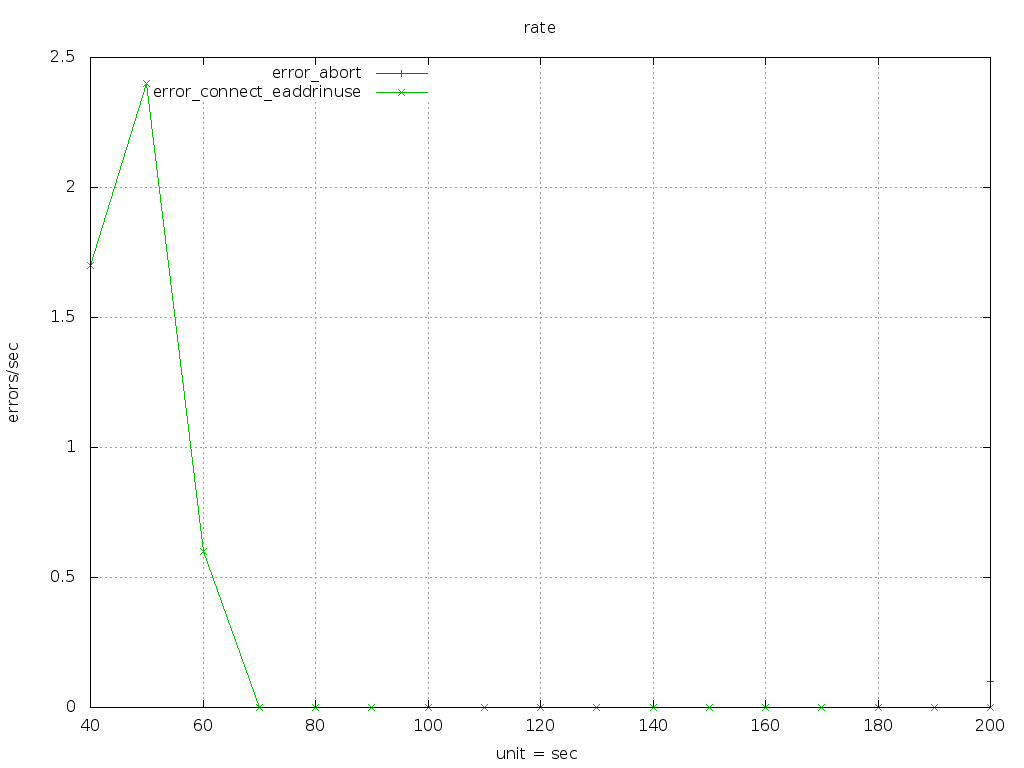 rate
2.5
error_abort
error_connect_eaddrinuse
2
1.5
errors/sec
1
0.5
0
40 60 80 100 120 140 160 180 200
unit = sec